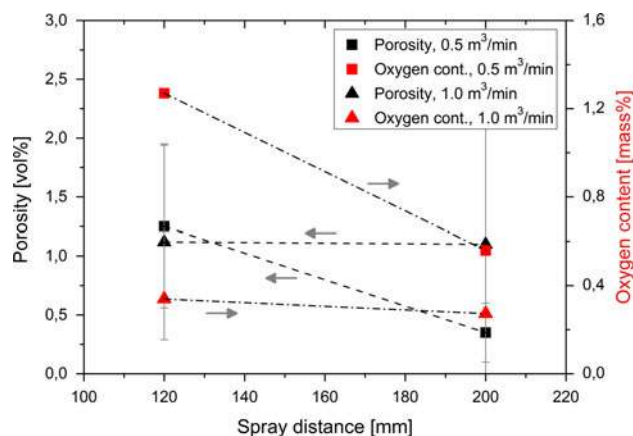 3,0
2,5
2,0
1,5
1,0
0,5
0,0
Porosity [vol%]
Porosity, 0.5 m³/min
Oxygen cont., 0.5 m³/min
Porosity, 1.0 m³/min
Oxygen cont., 1.0 m³/min
1,6
1,2
0,8
0,4
0,0
Oxygen content [mass%]
100 120 140 160 180 200 220
Spray distance [mm]